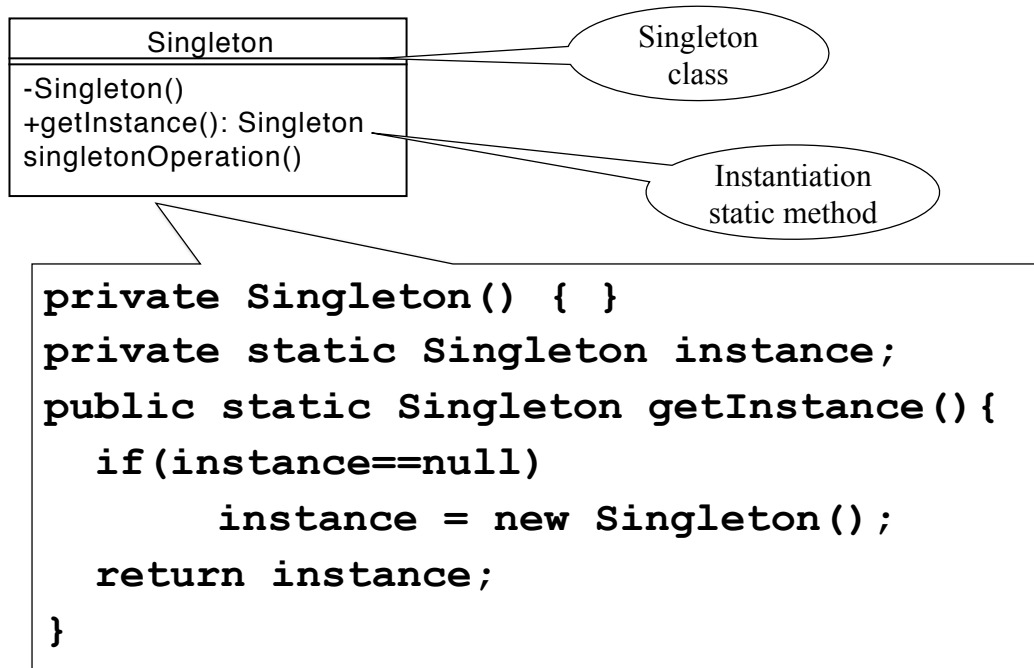 Singleton
-Singleton()
+getInstance(): Singleton
singletonOperation()
Singleton
class
Instantiation
static method
private Singleton() { }
private static Singleton instance;
public static Singleton getInstance(){
if(instance==null)
instance = new Singleton();
return instance;
}